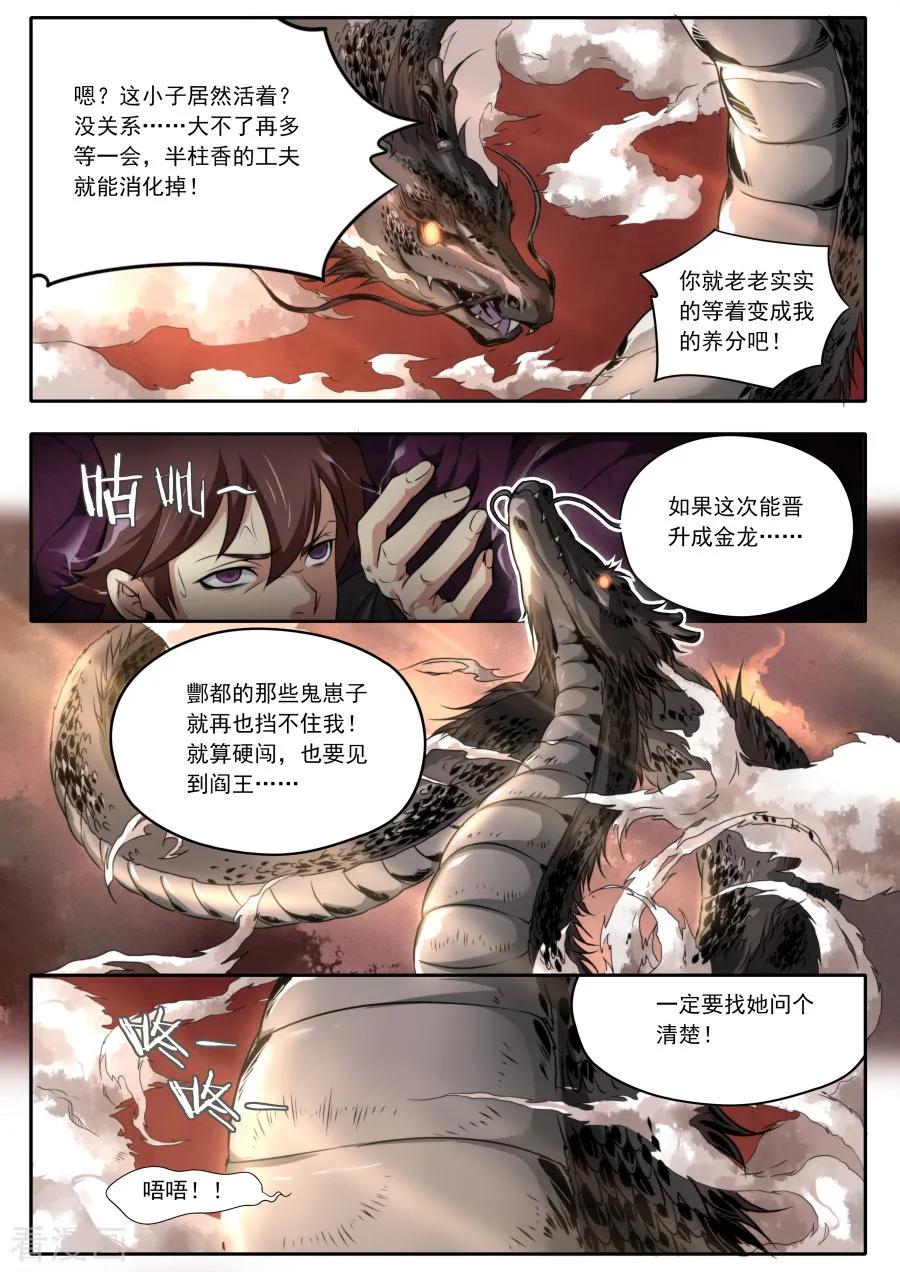 嗯？这小子居然活着？
没关系……大不了再多
等一会，半柱香的工夫
就能消化掉！
你就老老实实
的等着变成我
的养分吧！
咕叽～
如果这次能晋
升成金龙……
酆都的那些鬼崽子
就再也挡不住我！
就算硬闯，也要见
到阎王……
一定要找她问个
清楚！
咚—
咚—
唔唔！！
看漫画